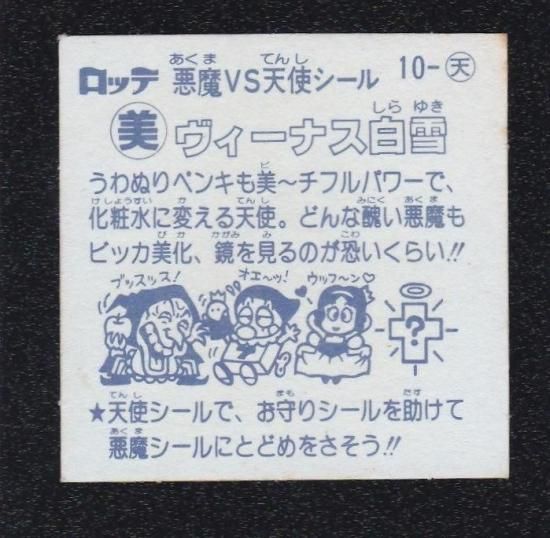 ロッテ 悪魔VS天使シール 10-天
美 ヴィーナス白雪
うわぬりペンキも美〜チフルパワーで、
化粧水に変える天使。どんな醜い悪魔も
ピッカ美化、鏡を見るのが恐いくらい!!
ブッスッス! オエ〜ッ! ウッフ〜ン♡
?
★天使シールで、お守りシールを助けて
悪魔シールにとどめをさそう!!